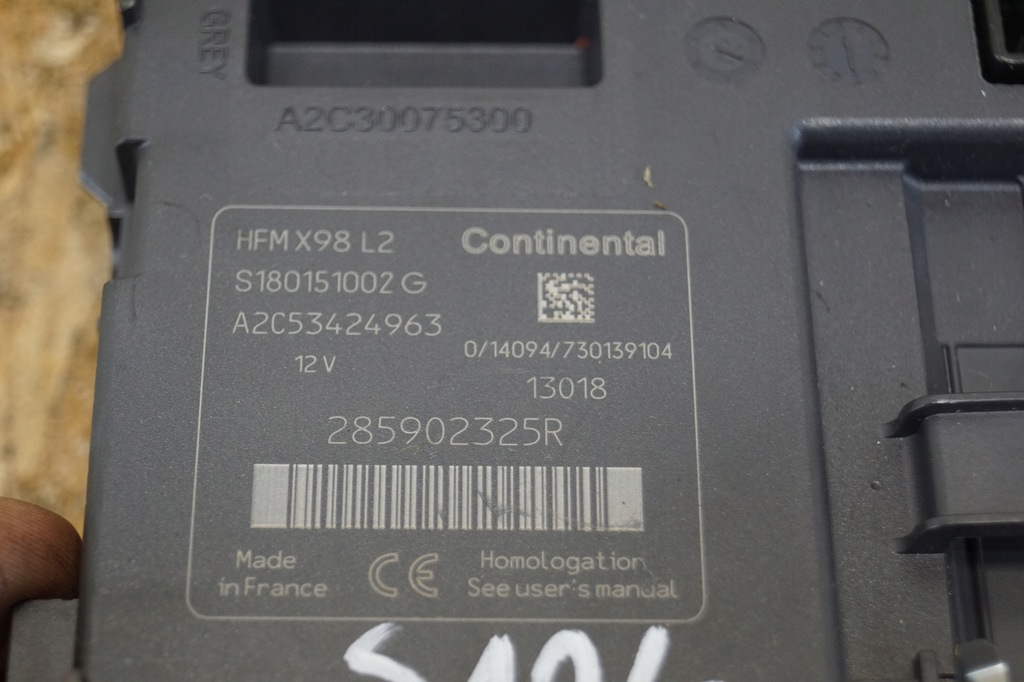 GREY
A2C30075300
HFM X98 L2
Continental
S180151002 G
A2C53424963
12 V
0/14094/730139104
13018
285902325R
Made
in France
CE
Homologation
See user's manual